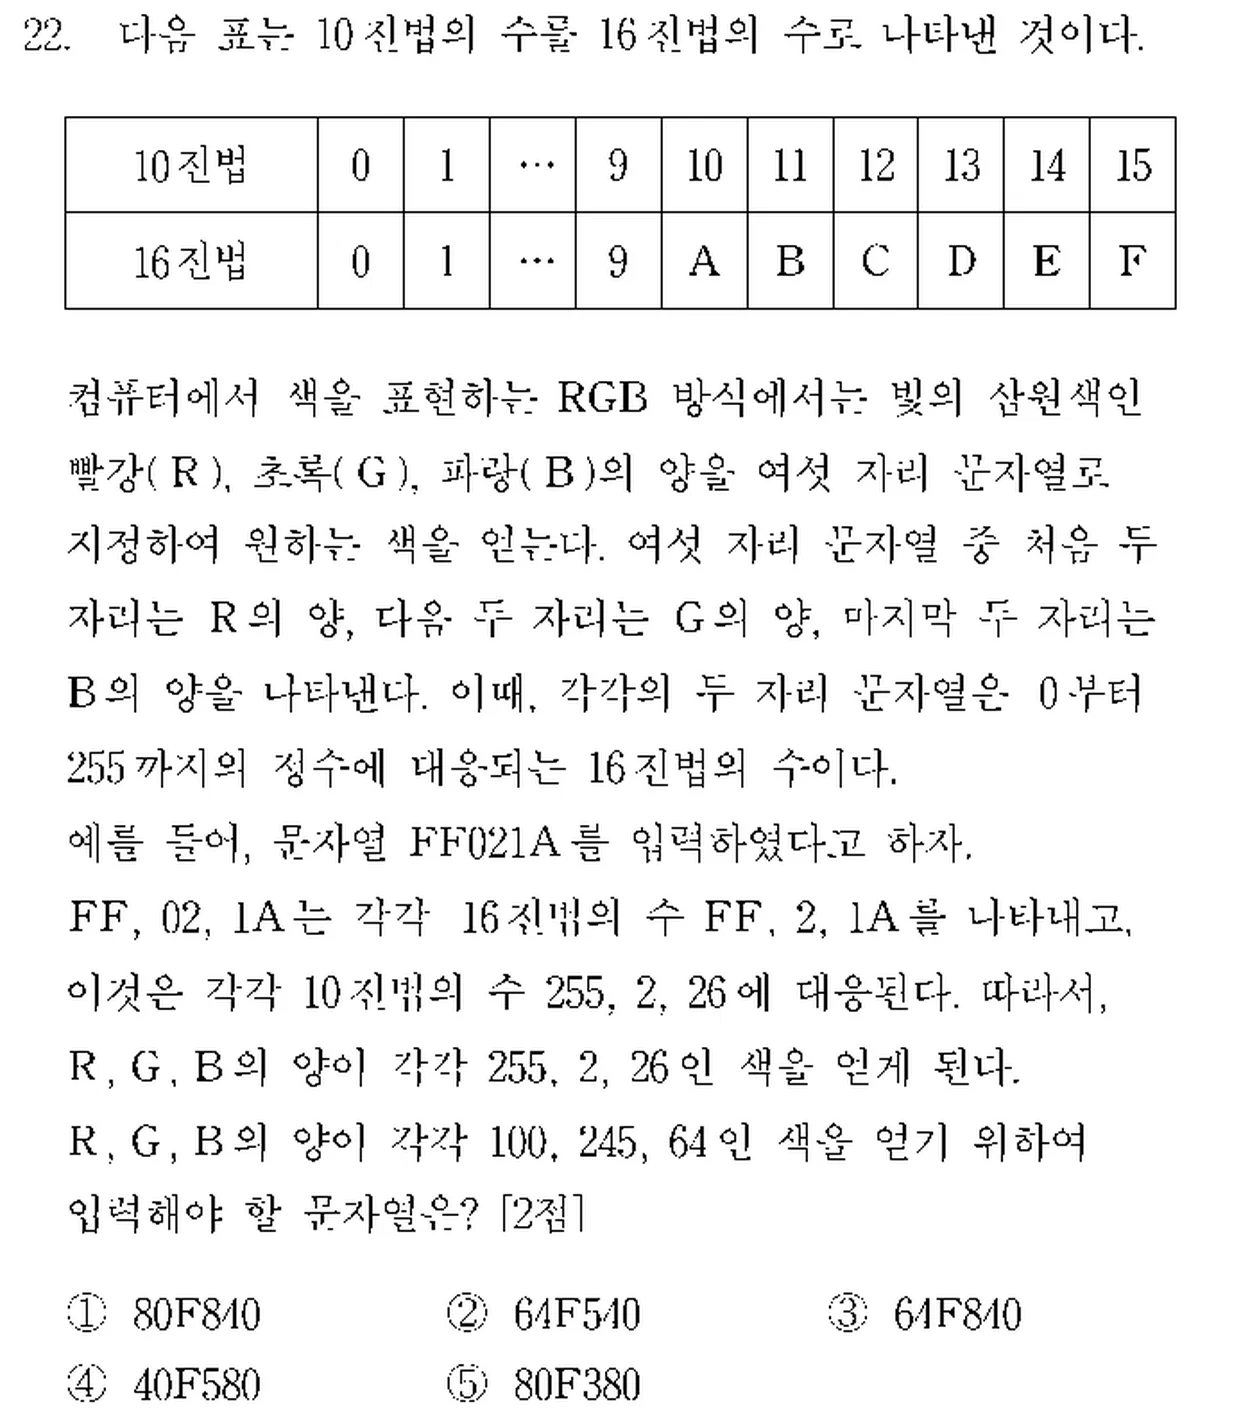 22. 다음 표는 10진법의 수를 16진법의 수로 나타낸 것이다.
10진법 0 1 ⋯ 9 10 11 12 13 14 15
16진법 0 1 ⋯ 9 A B C D E F
컴퓨터에서 색을 표현하는 RGB 방식에서는 빛의 삼원색인
빨강( R ), 초록( G ), 파랑( B )의 양을 여섯 자리 문자열로
지정하여 원하는 색을 얻는다. 여섯 자리 문자열 중 처음 두
자리는 R의 양, 다음 두 자리는 G의 양, 마지막 두 자리는
B의 양을 나타낸다. 이때, 각각의 두 자리 문자열은 0부터
255까지의 정수에 대응되는 16진법의 수이다.
예를 들어, 문자열 FF021A를 입력하였다고 하자.
FF, 02, 1A는 각각 16진법의 수 FF, 2, 1A를 나타내고,
이것은 각각 10진법의 수 255, 2, 26에 대응된다. 따라서,
R, G, B의 양이 각각 255, 2, 26인 색을 얻게 된다.
R, G, B의 양이 각각 100, 245, 64인 색을 얻기 위하여
입력해야 할 문자열은? [2점]
① 80F840 ② 64F540 ③ 64F840
④ 40F580 ⑤ 80F380